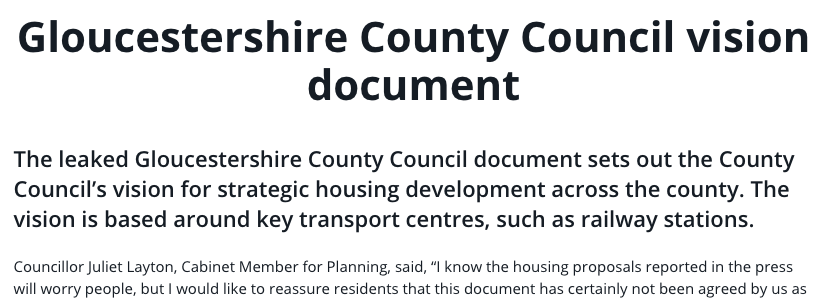 Gloucestershire County Council vision
document
The leaked Gloucestershire County Council document sets out the County
Council’s vision for strategic housing development across the county. The
vision is based around key transport centres, such as railway stations.
Councillor Juliet Layton, Cabinet Member for Planning, said, “I know the housing proposals reported in the press
will worry people, but I would like to reassure residents that this document has certainly not been agreed by us as